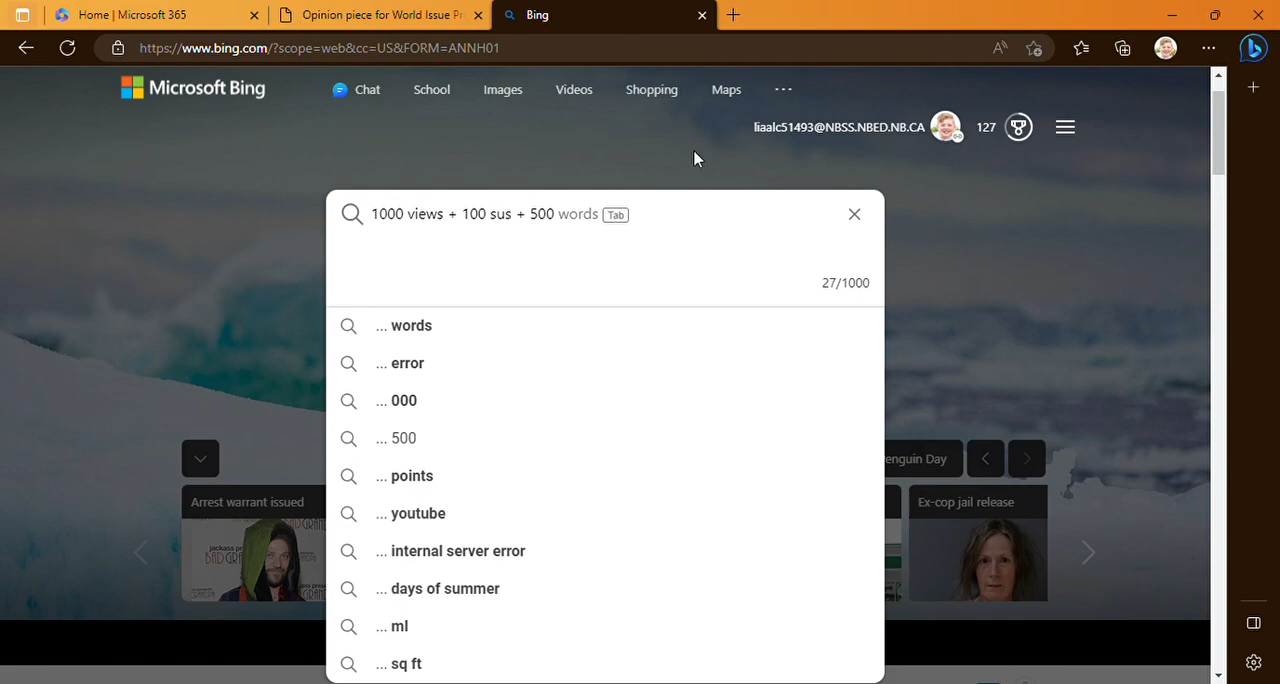 Home | Microsoft 365
Opinion piece for World Issue Pr
Bing
https://www.bing.com/?scope=web&cc=US&FORM=ANNH01
Microsoft Bing
Chat
School
Images
Videos
Shopping
Maps
liaalc51493@NBSS.NBED.NB.CA
127
1000 views + 100 sus + 500 words Tab
27/1000
... words
... error
... 000
... 500
... points
... youtube
... internal server error
... days of summer
... ml
... sq ft
enguin Day
Arrest warrant issued
Ex-cop jail release